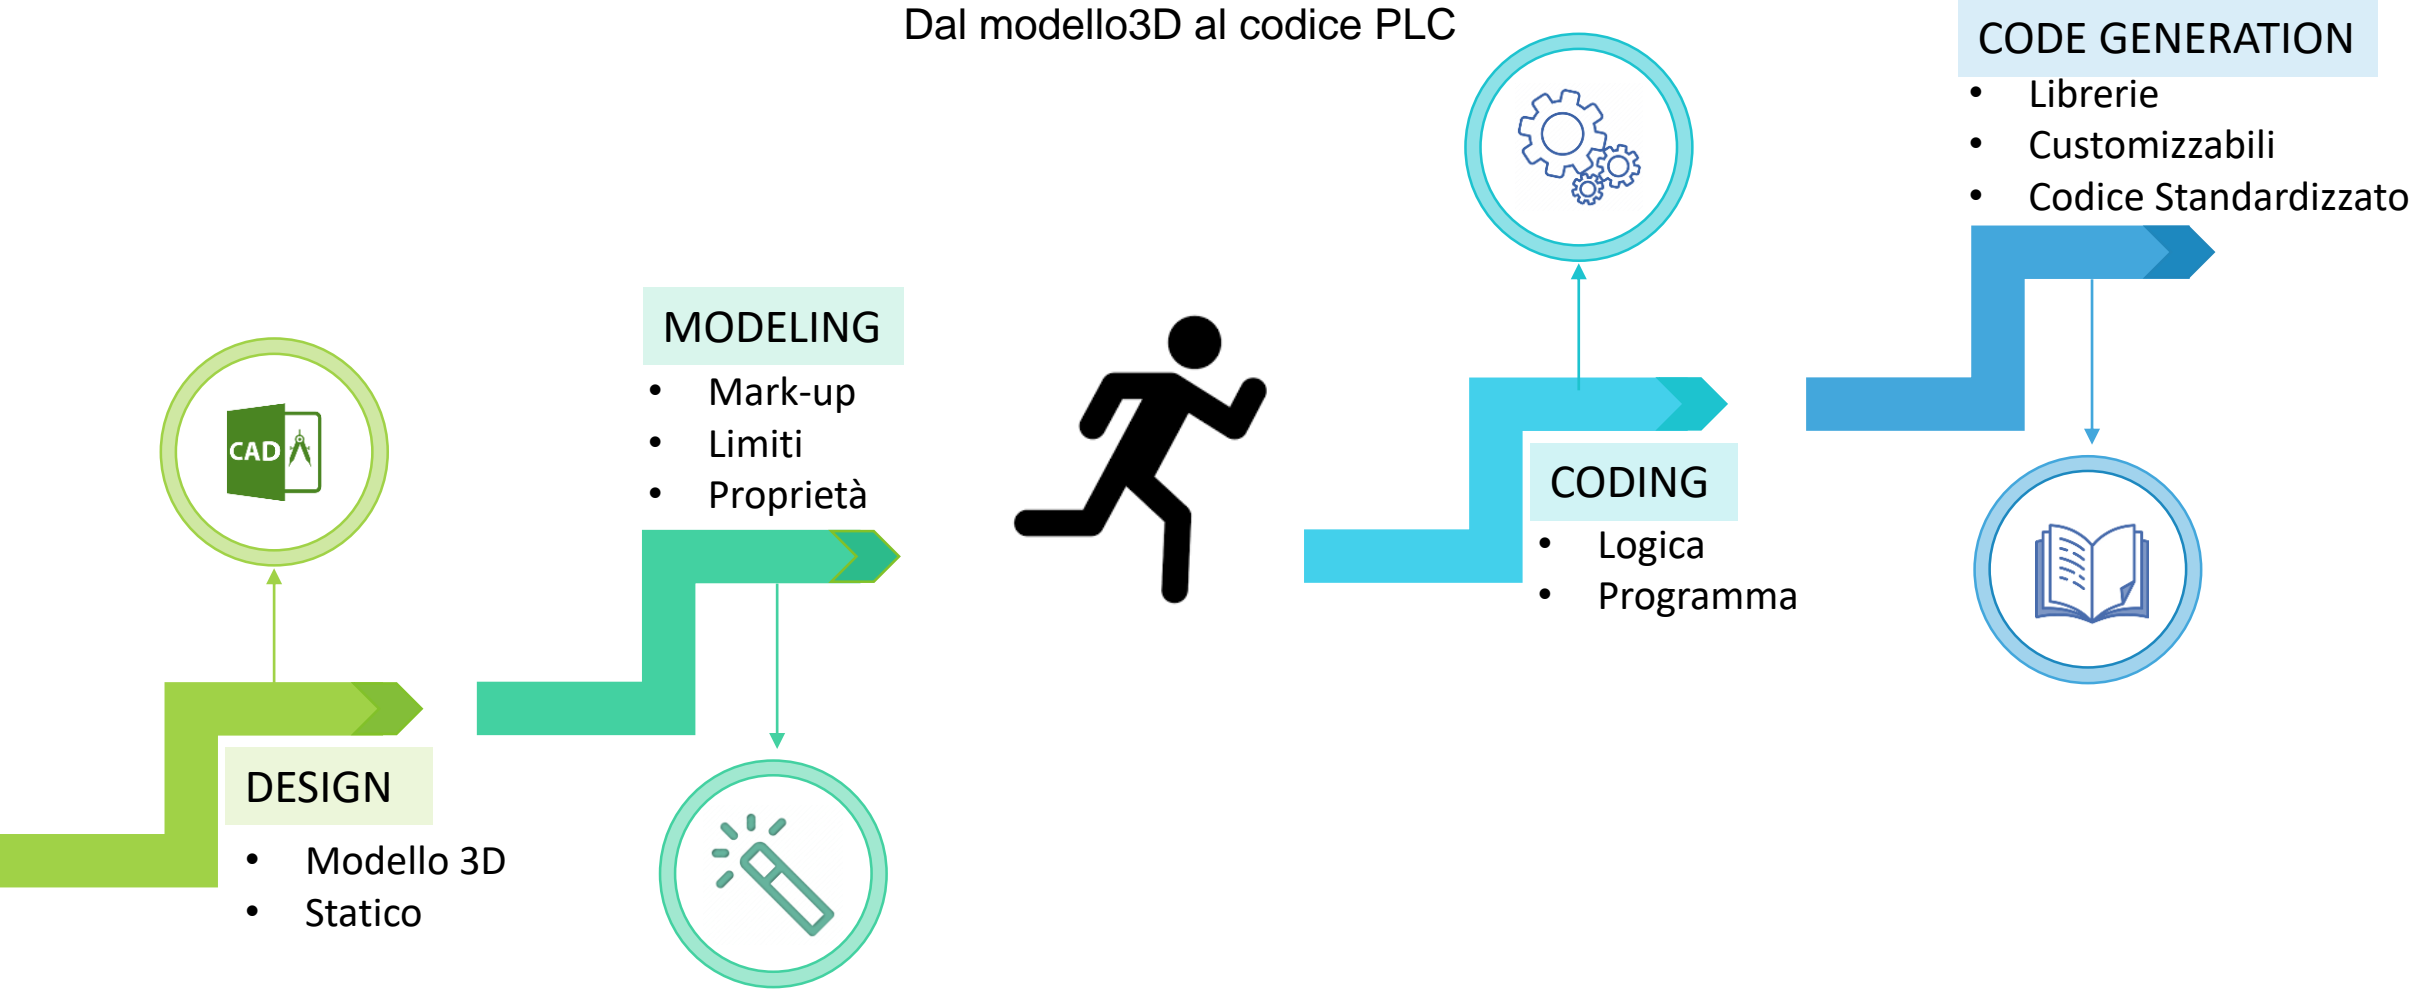 Dal modello3D al codice PLC
CAD
DESIGN
• Modello 3D
• Statico
MODELING
• Mark-up
• Limiti
• Proprietà
CODING
• Logica
• Programma
CODE GENERATION
• Librerie
• Customizzabili
• Codice Standardizzato